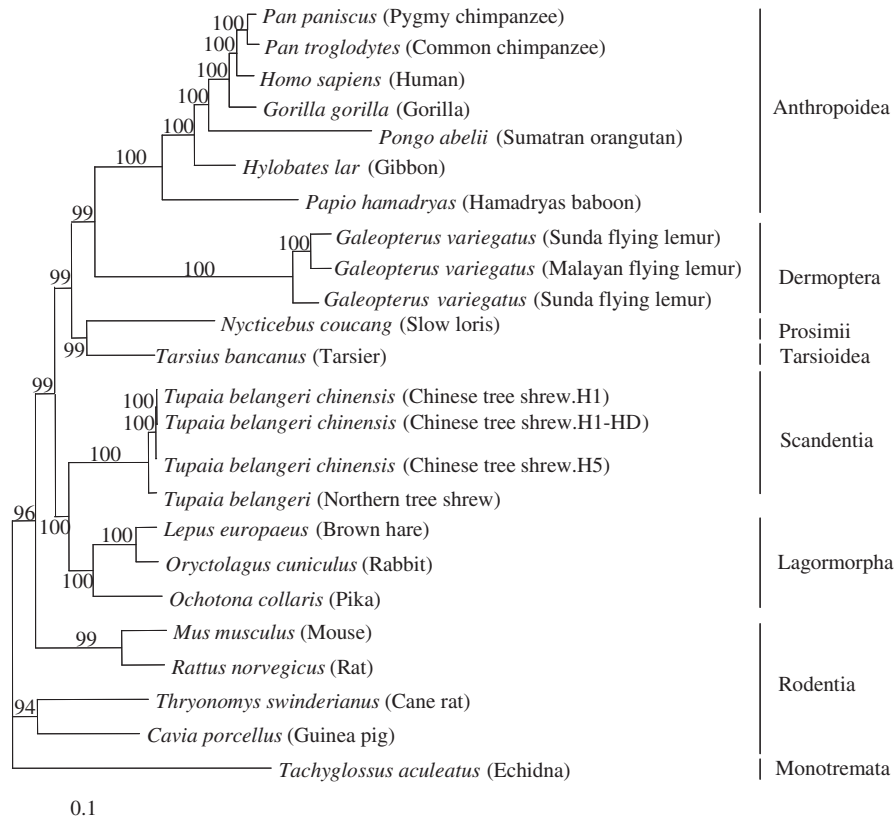 100 Pan paniscus (Pygmy chimpanzee)
100 Pan troglodytes (Common chimpanzee)
100 Homo sapiens (Human)
100 Gorilla gorilla (Gorilla)
Anthropoidea
100 Pongo abelii (Sumatran orangutan)
100 Hylobates lar (Gibbon)
Papio hamadryas (Hamadryas baboon)
99
100 Galeopterus variegatus (Sunda flying lemur)
100 Galeopterus variegatus (Malayan flying lemur)
Dermoptera
99
Galeopterus variegatus (Sunda flying lemur)
Nycticebus coucang (Slow loris)
Prosimii
99 Tarsius bancanus (Tarsier)
Tarsioidea
99
Tupaia belangeri chinensis (Chinese tree shrew.H1)
100
Tupaia belangeri chinensis (Chinese tree shrew.H1-HD)
100
Scandentia
100 Tupaia belangeri chinensis (Chinese tree shrew.H5)
Tupaia belangeri (Northern tree shrew)
96
100
Lepus europaeus (Brown hare)
100 Oryctolagus cuniculus (Rabbit)
Lagormorpha
100 Ochotona collaris (Pika)
Mus musculus (Mouse)
99
Rattus norvegicus (Rat)
Rodentia
94 Thryonomys swinderianus (Cane rat)
Cavia porcellus (Guinea pig)
Tachyglossus aculeatus (Echidna)
Monotremata
0.1